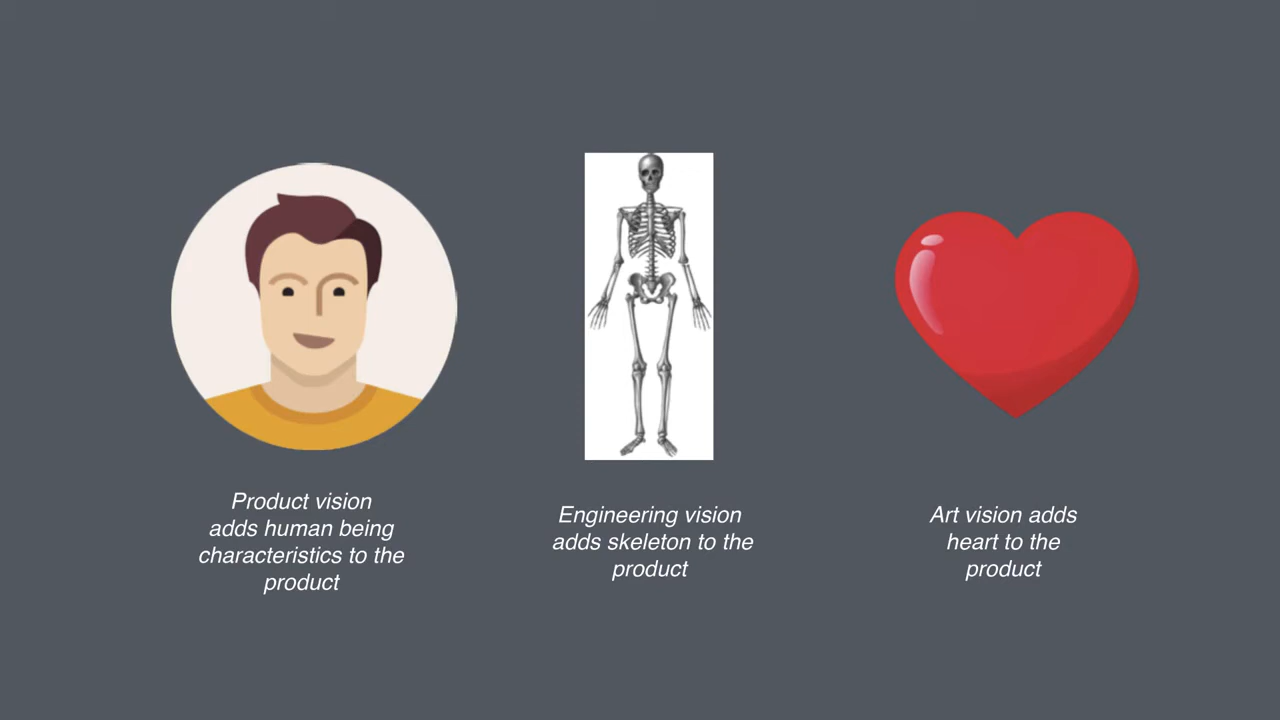 Product vision
adds human being
characteristics to the
product
Engineering vision
adds skeleton to the
product
Art vision adds
heart to the
product